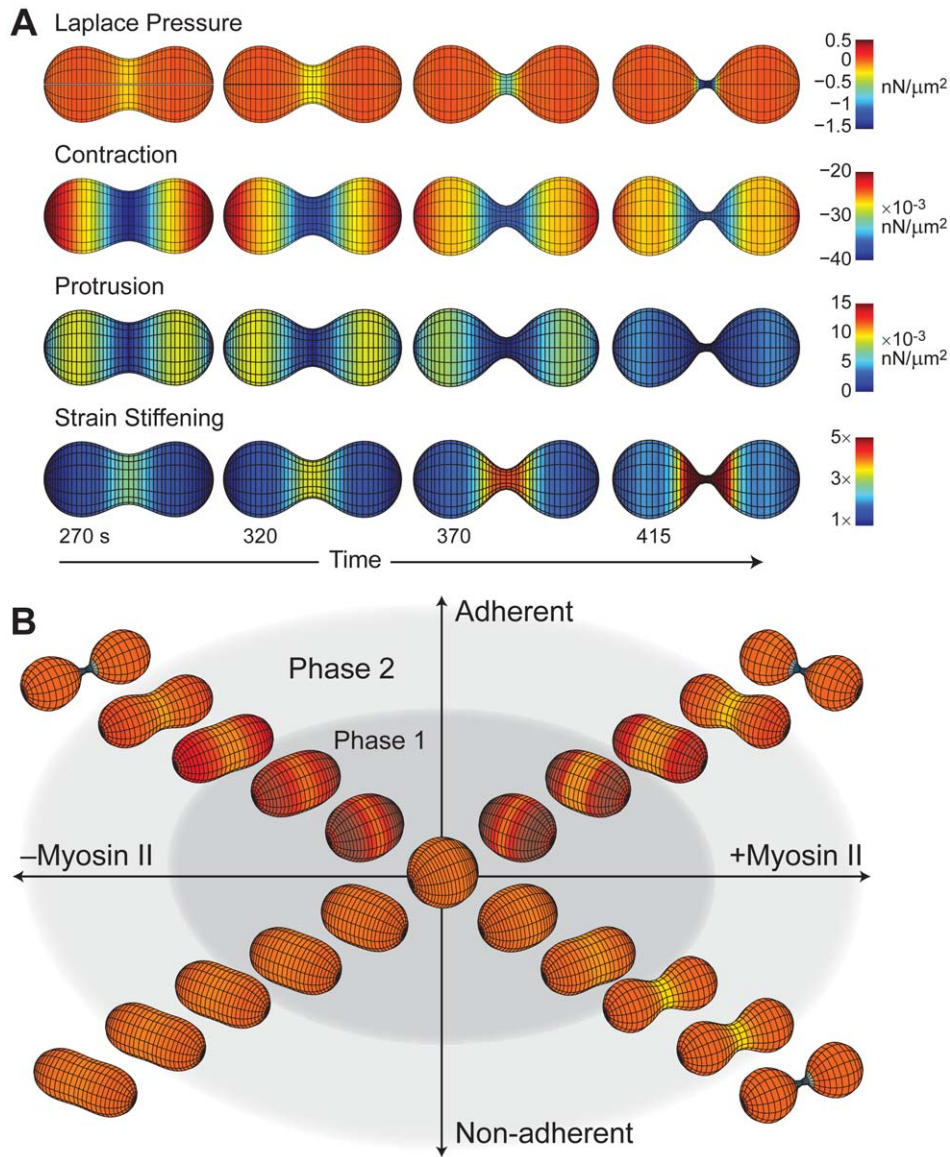 A
Laplace Pressure
0.5
0
−0.5
−1
−1.5
nN/μm²
Contraction
−20
−30
−40
×10⁻³
nN/μm²
Protrusion
15
10
5
0
×10⁻³
nN/μm²
Strain Stiffening
5×
3×
1×
270 s
320
370
415
Time
B
Adherent
Phase 2
Phase 1
−Myosin II
+Myosin II
Non-adherent